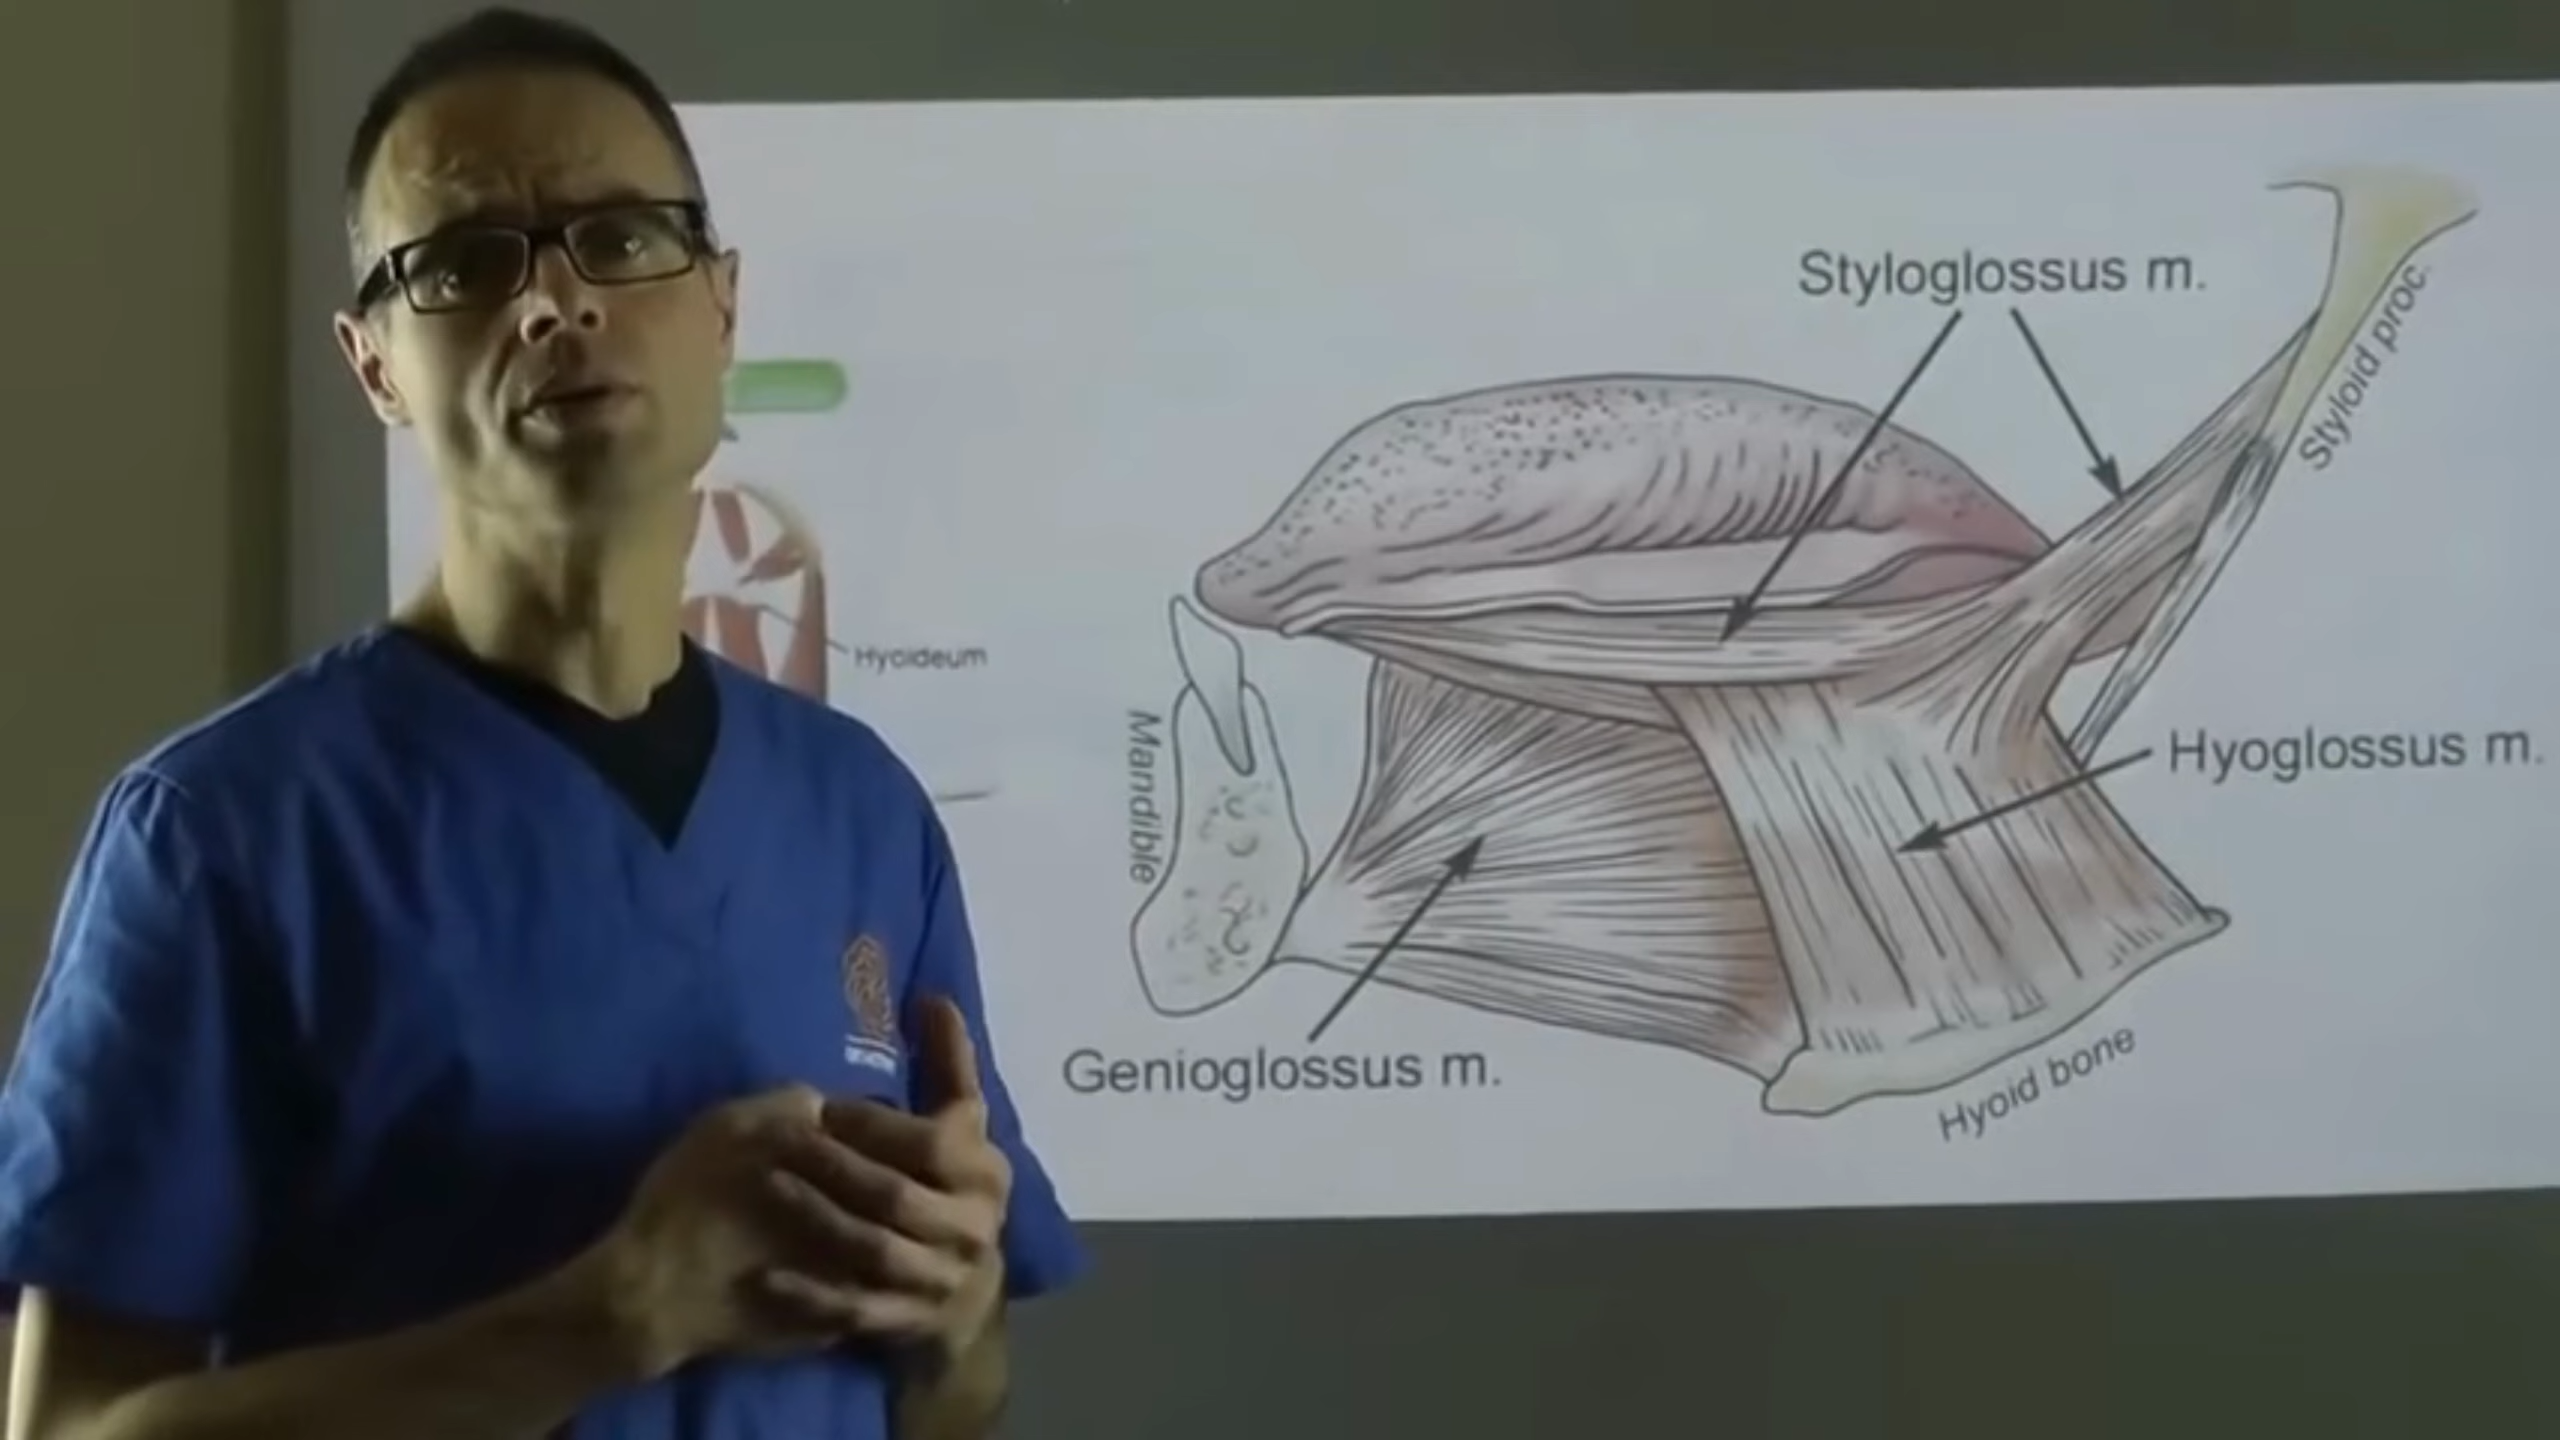 Styloglossus m.
Styloid proc.
Hyoideum
Mandible
Hyoglossus m.
Genioglossus m.
Hyoid bone